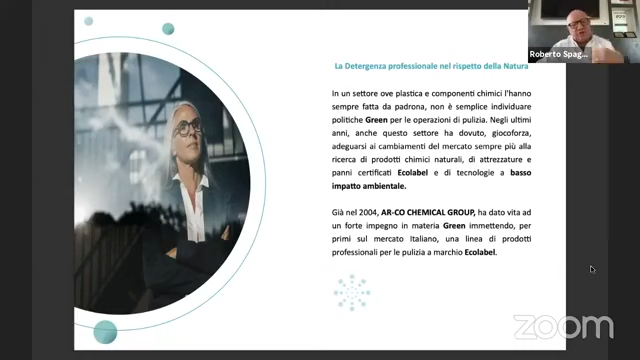 La Detergenza professionale nel rispetto della Natura
In un settore ove plastica e componenti chimici l'hanno
sempre fatta da padrona, non è semplice individuare
politiche Green per le operazioni di pulizia. Negli ultimi
anni, anche questo settore ha dovuto, giocoforza,
adeguarsi ai cambiamenti del mercato sempre più alla
ricerca di prodotti chimici naturali, di attrezzature e
panni certificati Ecolabel e di tecnologie a basso
impatto ambientale.
Già nel 2004, AR-CO CHEMICAL GROUP, ha dato vita ad
un forte impegno in materia Green immettendo, per
primi sul mercato Italiano, una linea di prodotti
professionali per le pulizia a marchio Ecolabel.
Roberto Spag...
zoom